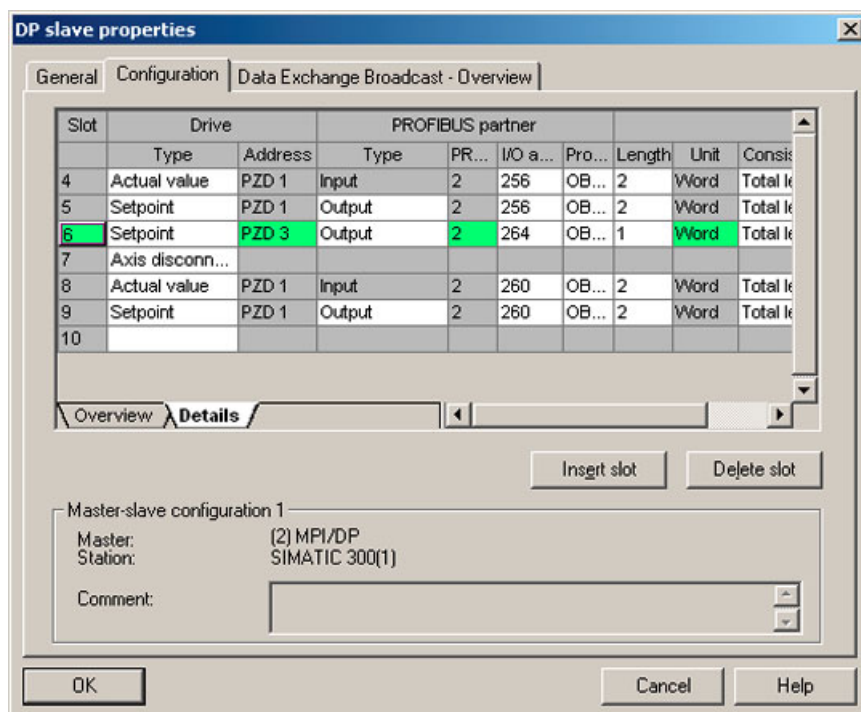 DP slave properties
General Configuration Data Exchange Broadcast - Overview
Slot Drive PROFIBUS partner
Type Address Type PR... I/O a... Pro... Length Unit Consis
4 Actual value PZD 1 Input 2 256 OB... 2 Word Total le
5 Setpoint PZD 1 Output 2 256 OB... 2 Word Total le
6 Setpoint PZD 3 Output 2 264 OB... 1 Word Total le
7 Axis disconn...
8 Actual value PZD 1 Input 2 260 OB... 2 Word Total le
9 Setpoint PZD 1 Output 2 260 OB... 2 Word Total le
10
Overview Details
Insert slot Delete slot
Master-slave configuration 1
Master: (2) MPI/DP
Station: SIMATIC 300(1)
Comment:
OK Cancel Help